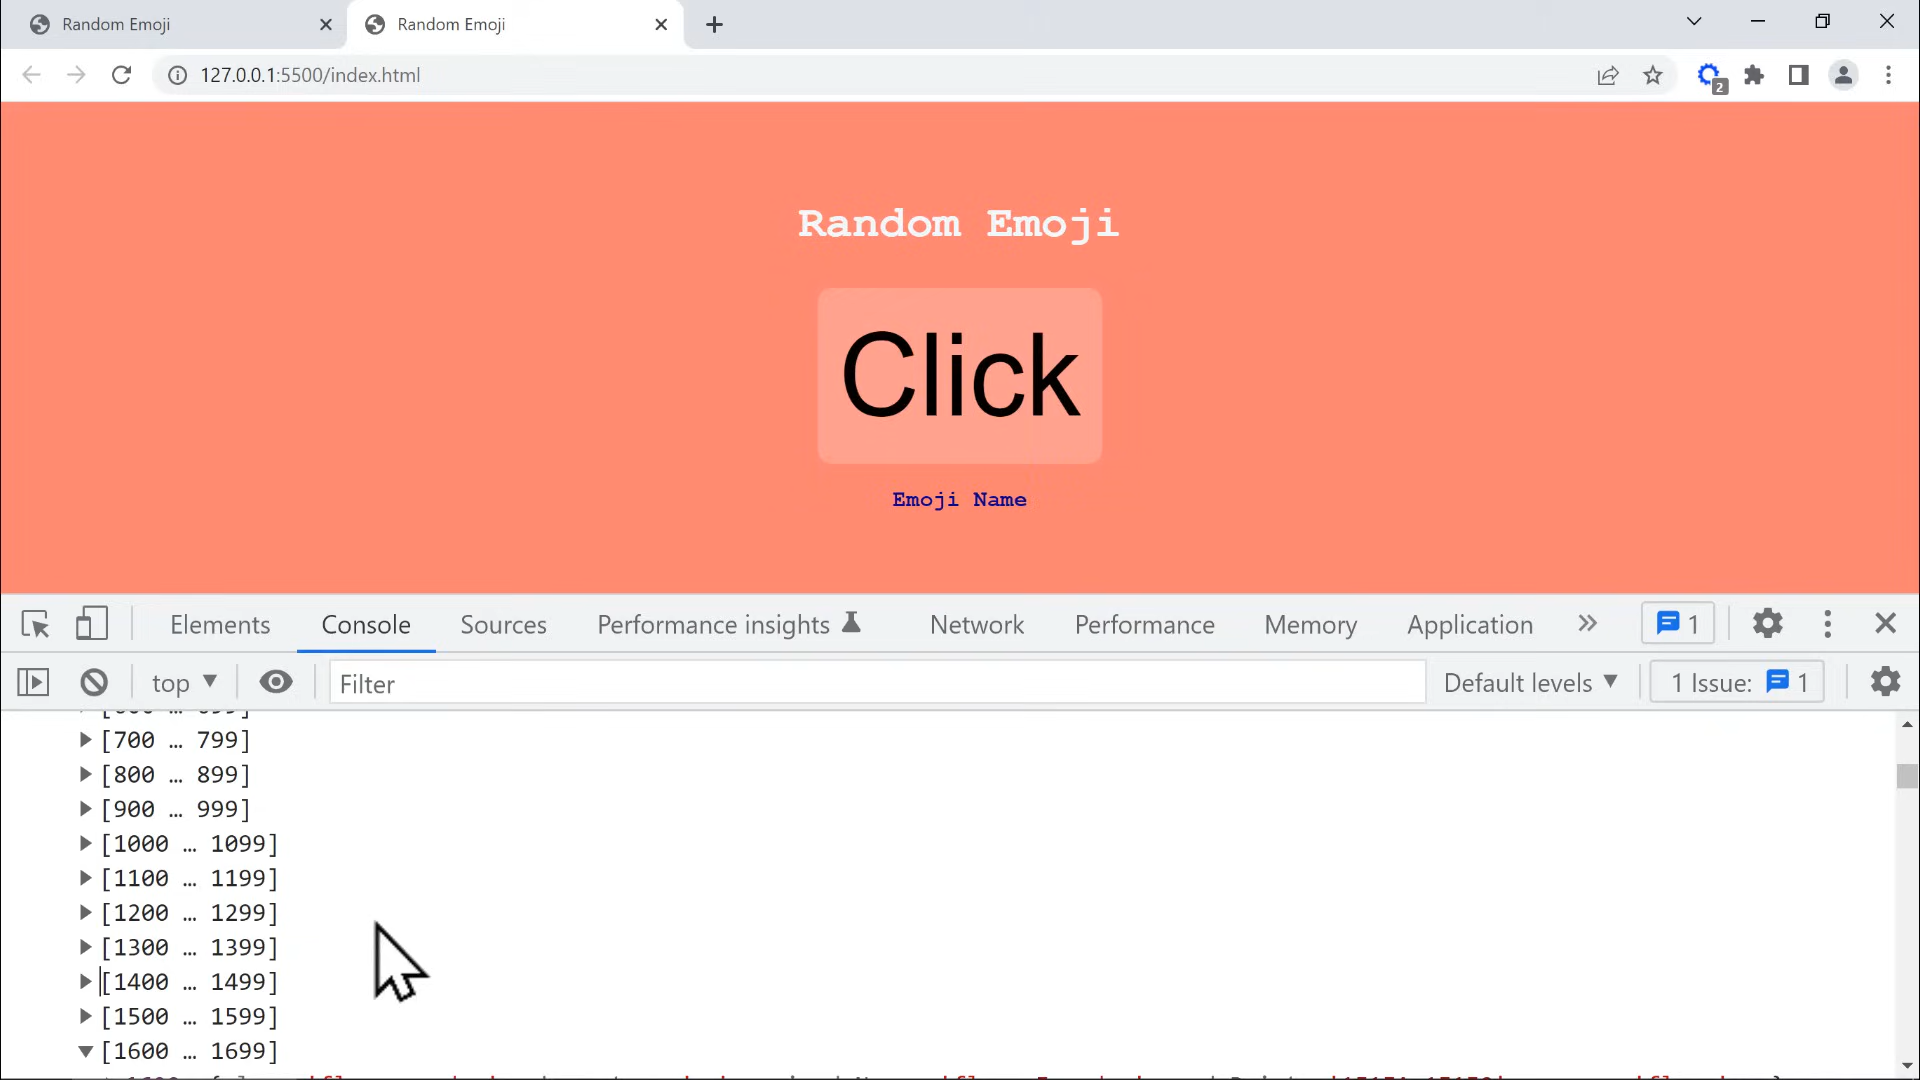 Random Emoji
Random Emoji
127.0.0.1:5500/index.html
2
Random Emoji
Click
Emoji Name
Elements Console Sources Performance insights Network Performance Memory Application » 1
top Filter Default levels 1 Issue: 1
[700 … 799]
[800 … 899]
[900 … 999]
[1000 … 1099]
[1100 … 1199]
[1200 … 1299]
[1300 … 1399]
[1400 … 1499]
[1500 … 1599]
[1600 … 1699]